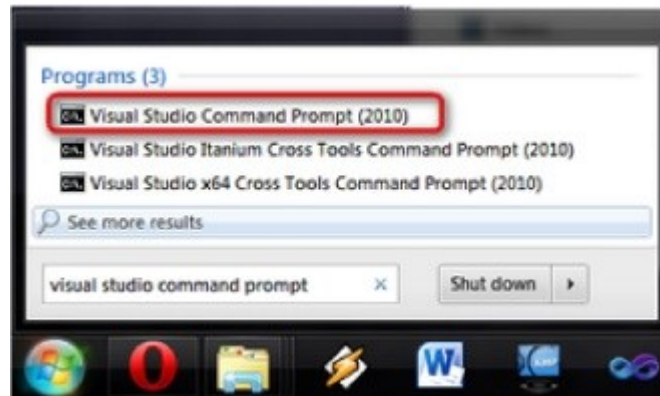 Programs (3)
Visual Studio Command Prompt (2010)
Visual Studio Itanium Cross Tools Command Prompt (2010)
Visual Studio x64 Cross Tools Command Prompt (2010)
See more results
visual studio command prompt
Shut down